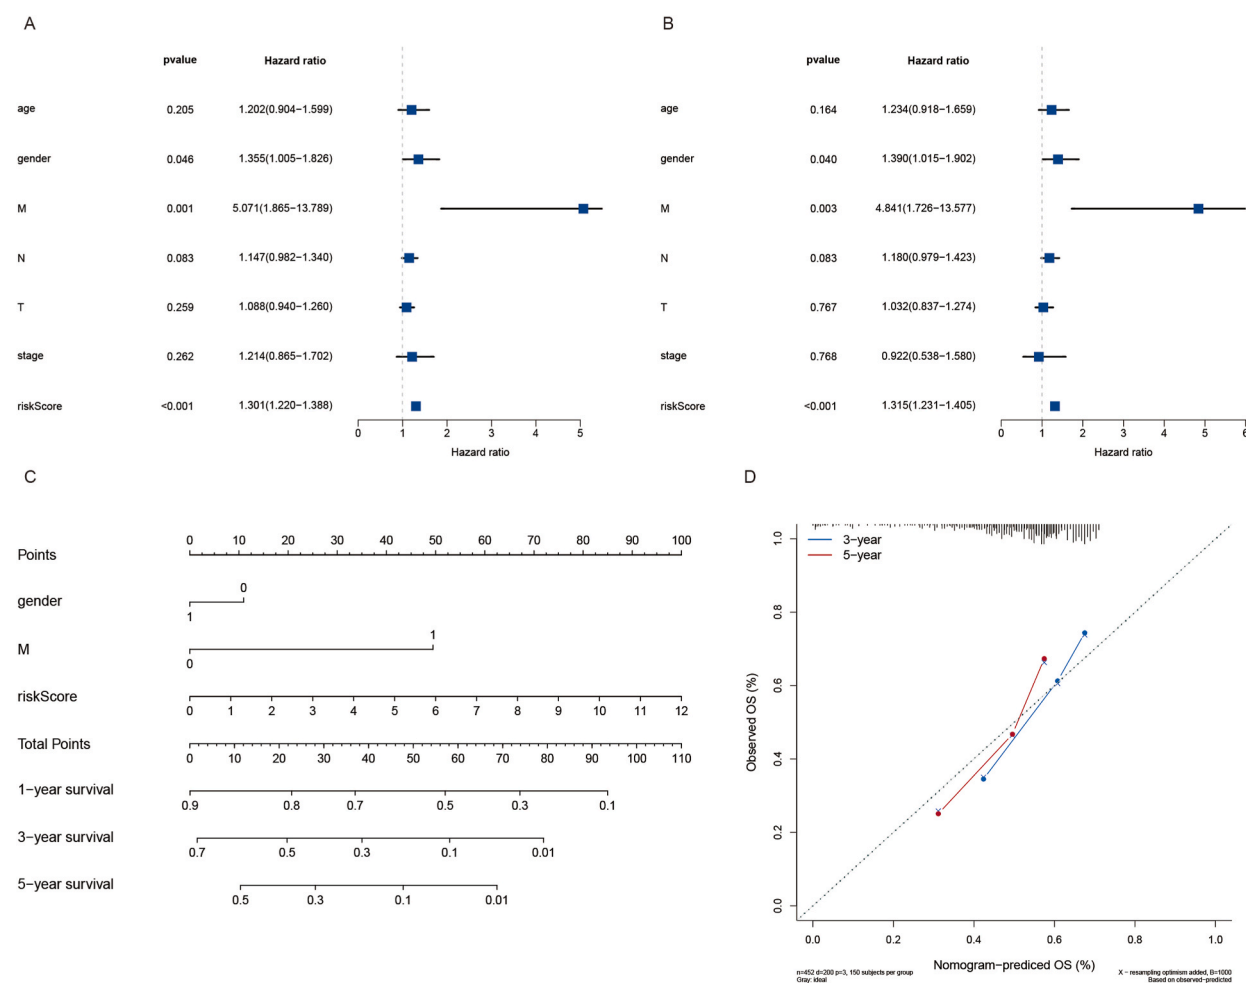 A
pvalue Hazard ratio
age 0.205 1.202(0.904−1.599)
gender 0.046 1.355(1.005−1.826)
M 0.001 5.071(1.865−13.789)
N 0.083 1.147(0.982−1.340)
T 0.259 1.088(0.940−1.260)
stage 0.262 1.214(0.865−1.702)
riskScore <0.001 1.301(1.220−1.388)
0 1 2 3 4 5
Hazard ratio
B
pvalue Hazard ratio
age 0.164 1.234(0.918−1.659)
gender 0.040 1.390(1.015−1.902)
M 0.003 4.841(1.726−13.577)
N 0.083 1.180(0.979−1.423)
T 0.767 1.032(0.837−1.274)
stage 0.768 0.922(0.538−1.580)
riskScore <0.001 1.315(1.231−1.405)
0 1 2 3 4 5 6
Hazard ratio
C
0 10 20 30 40 50 60 70 80 90 100
Points
0
gender
1
1
M
0
riskScore
0 1 2 3 4 5 6 7 8 9 10 11 12
Total Points
0 10 20 30 40 50 60 70 80 90 100 110
1−year survival
0.9 0.8 0.7 0.5 0.3 0.1
3−year survival
0.7 0.5 0.3 0.1 0.01
5−year survival
0.5 0.3 0.1 0.01
D
3−year
5−year
1.0
0.8
0.6
0.4
0.2
0.0
Observed OS (%)
0.0 0.2 0.4 0.6 0.8 1.0
Nomogram−prediced OS (%)
n=452 d=200 p=3, 150 subjects per group
Gray: ideal
X − resampling optimism added, B=1000
Based on observed−predicted